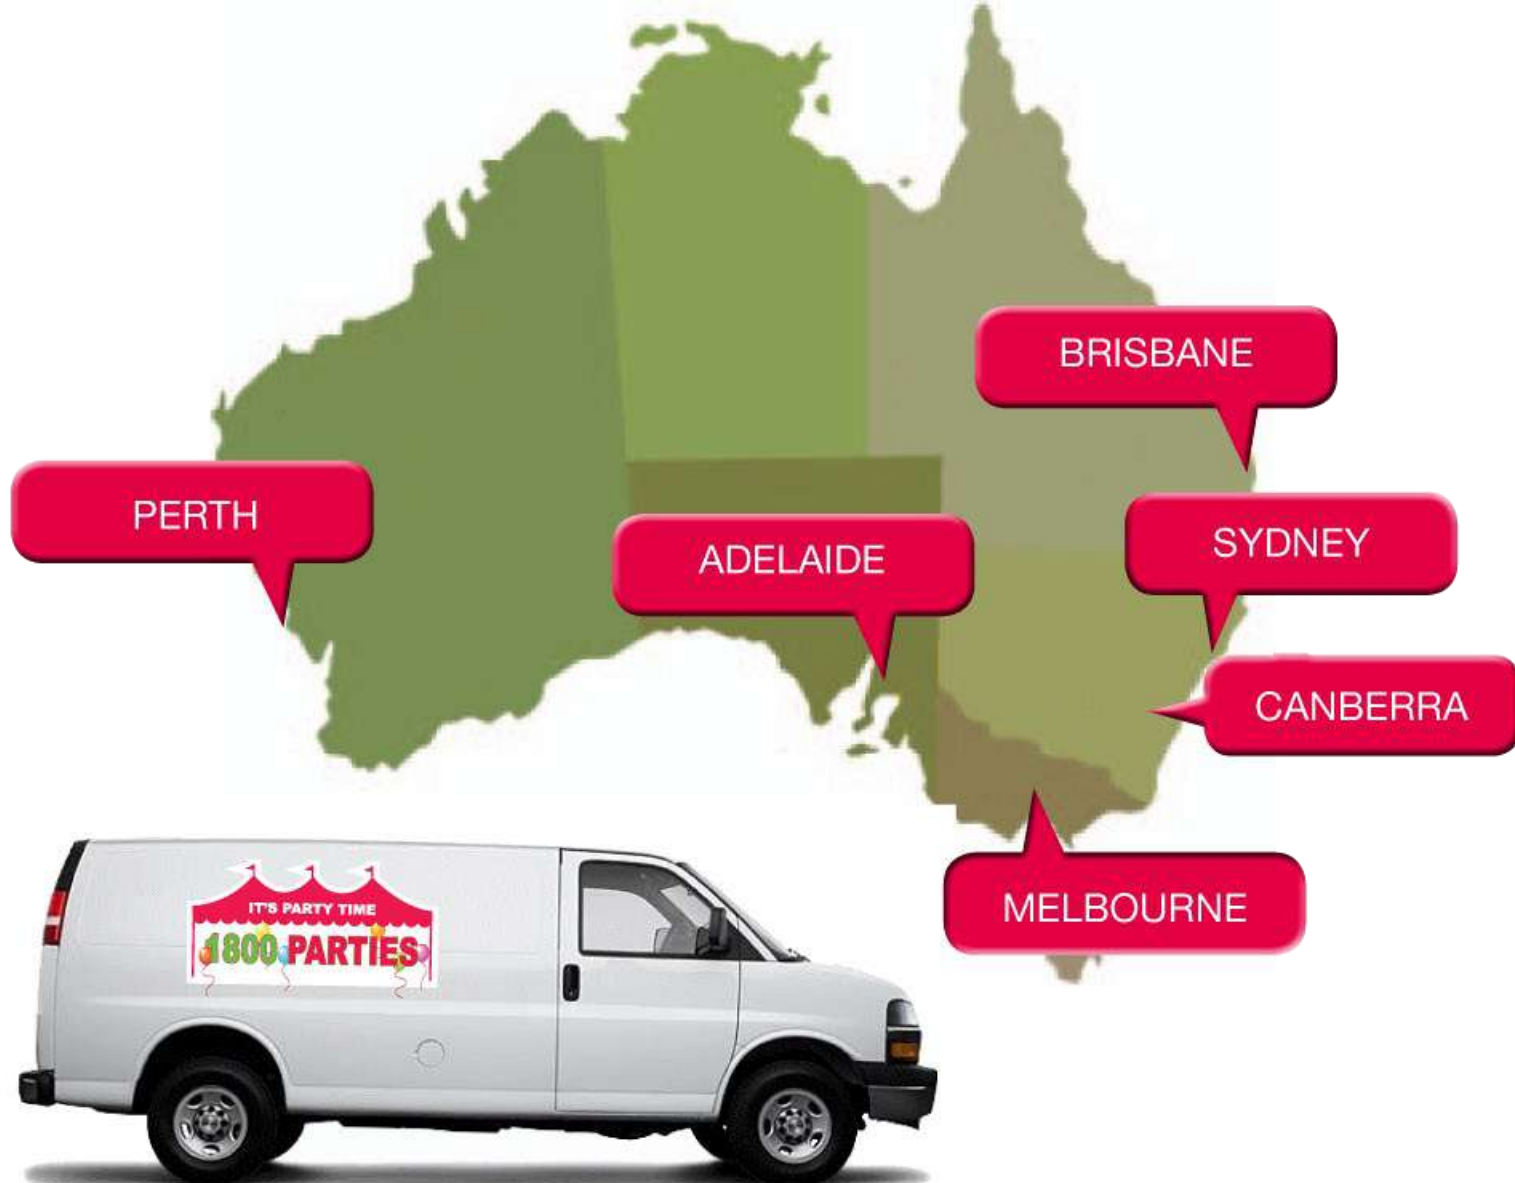 BRISBANE
PERTH
SYDNEY
ADELAIDE
CANBERRA
MELBOURNE
IT'S PARTY TIME
1800 PARTIES